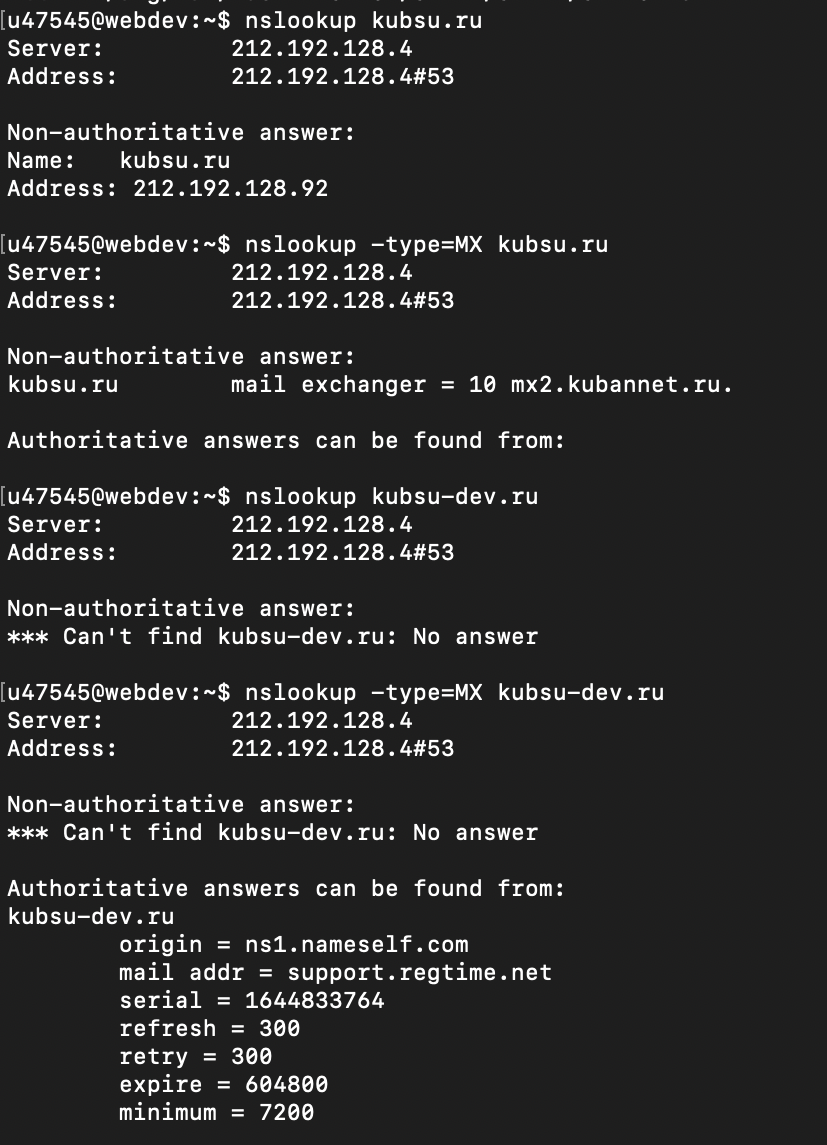 [u47545@webdev:~$ nslookup kubsu.ru
Server:         212.192.128.4
Address:        212.192.128.4#53

Non-authoritative answer:
Name:   kubsu.ru
Address: 212.192.128.92

[u47545@webdev:~$ nslookup -type=MX kubsu.ru
Server:         212.192.128.4
Address:        212.192.128.4#53

Non-authoritative answer:
kubsu.ru        mail exchanger = 10 mx2.kubannet.ru.

Authoritative answers can be found from:

[u47545@webdev:~$ nslookup kubsu-dev.ru
Server:         212.192.128.4
Address:        212.192.128.4#53

Non-authoritative answer:
*** Can't find kubsu-dev.ru: No answer

[u47545@webdev:~$ nslookup -type=MX kubsu-dev.ru
Server:         212.192.128.4
Address:        212.192.128.4#53

Non-authoritative answer:
*** Can't find kubsu-dev.ru: No answer

Authoritative answers can be found from:
kubsu-dev.ru
        origin = ns1.nameself.com
        mail addr = support.regtime.net
        serial = 1644833764
        refresh = 300
        retry = 300
        expire = 604800
        minimum = 7200